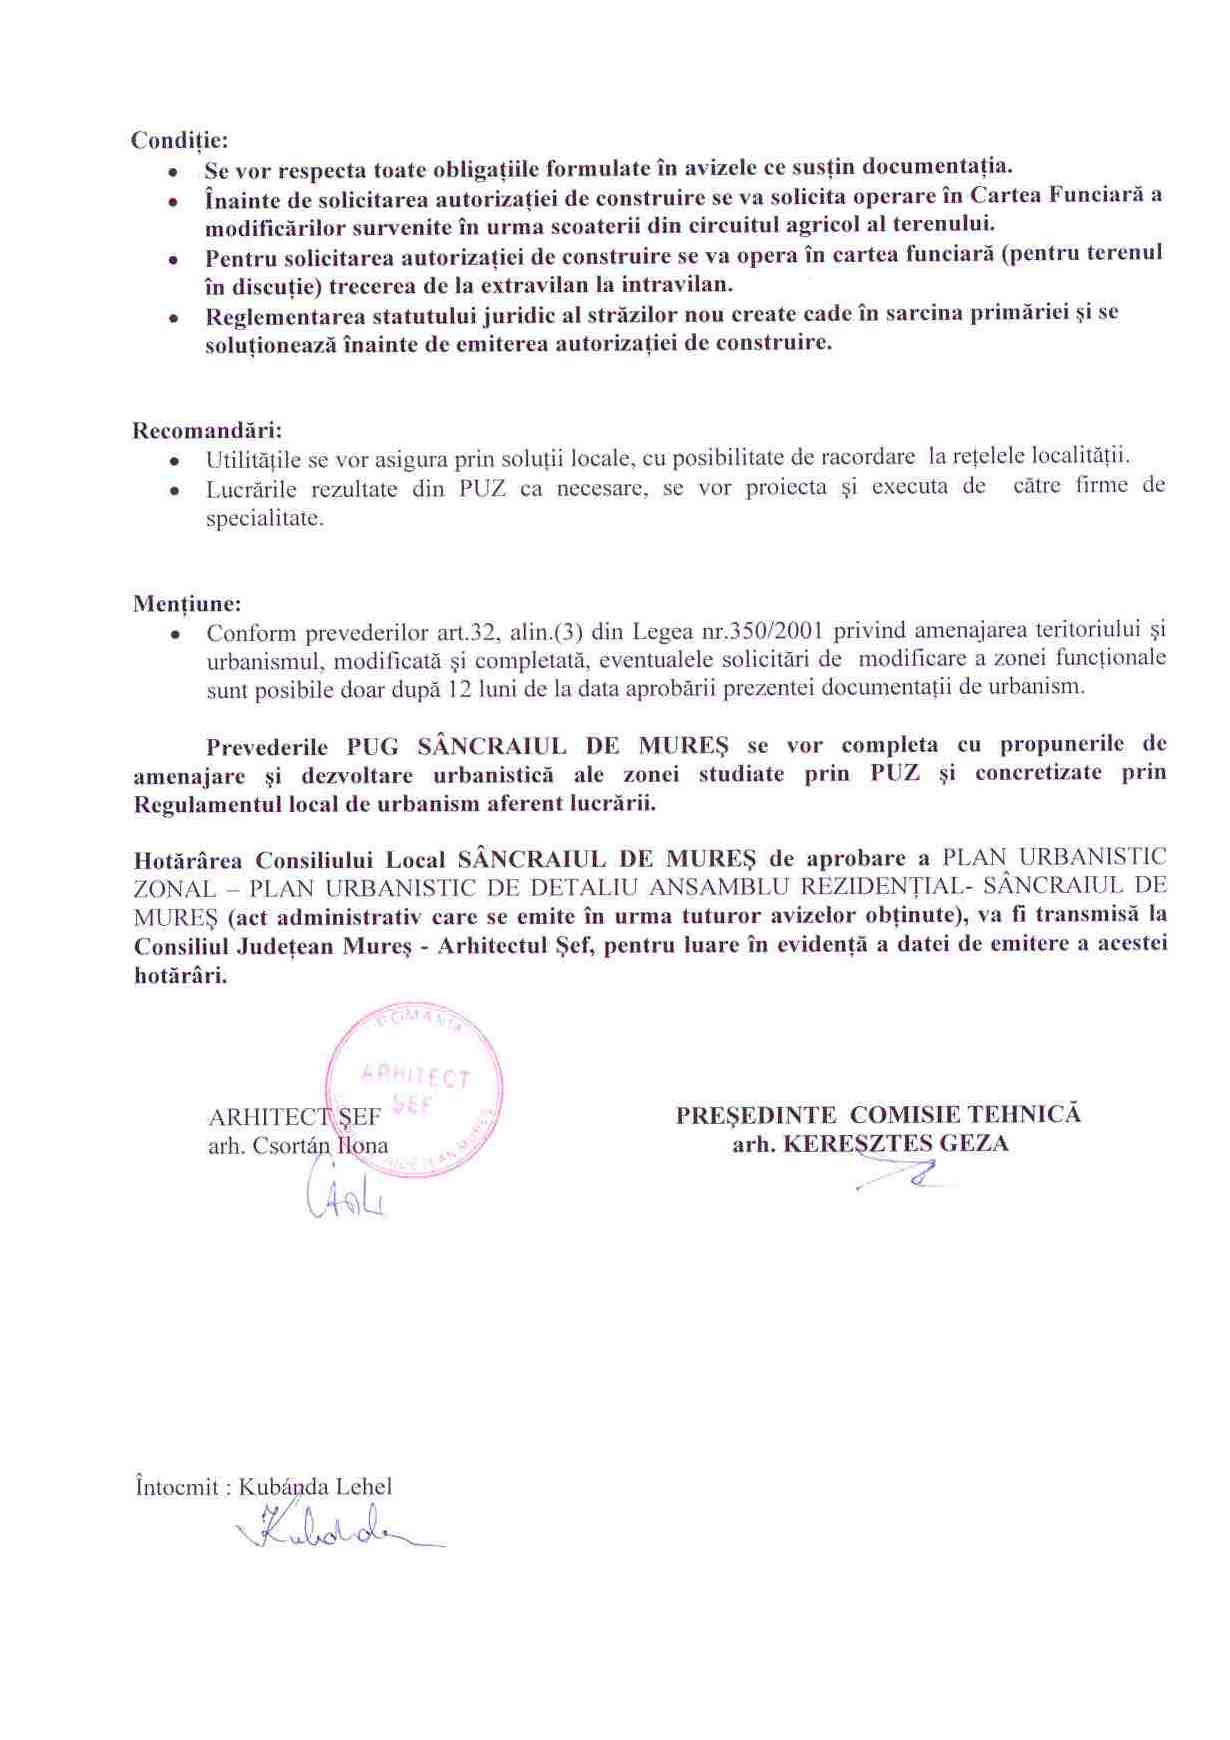 Condiție:
• Se vor respecta toate obligațiile formulate în avizele ce susțin documentația.
• Înainte de solicitarea autorizației de construire se va solicita operare în Cartea Funciară a
modificărilor survenite în urma scoaterii din circuitul agricol al terenului.
• Pentru solicitarea autorizației de construire se va opera în cartea funciară (pentru terenul
în discuție) trecerea de la extravilan la intravilan.
• Reglementarea statutului juridic al străzilor nou create cade în sarcina primăriei și se
soluționează înainte de emiterea autorizației de construire.
Recomandări:
• Utilitățile se vor asigura prin soluții locale, cu posibilitate de racordare la rețelele localității.
• Lucrările rezultate din PUZ ca necesare, se vor proiecta și executa de către firme de
specialitate.
Mențiune:
• Conform prevederilor art.32, alin.(3) din Legea nr.350/2001 privind amenajarea teritoriului și
urbanismul, modificată și completată, eventualele solicitări de modificare a zonei funcționale
sunt posibile doar după 12 luni de la data aprobării prezentei documentații de urbanism.
Prevederile PUG SÂNCRAIUL DE MUREȘ se vor completa cu propunerile de
amenajare și dezvoltare urbanistică ale zonei studiate prin PUZ și concretizate prin
Regulamentul local de urbanism aferent lucrării.
Hotărârea Consiliului Local SÂNCRAIUL DE MUREȘ de aprobare a PLAN URBANISTIC
ZONAL – PLAN URBANISTIC DE DETALIU ANSAMBLU REZIDENȚIAL- SÂNCRAIUL DE
MUREȘ (act administrativ care se emite în urma tuturor avizelor obținute), va fi transmisă la
Consiliul Județean Mureș - Arhitectul Șef, pentru luare în evidență a datei de emitere a acestei
hotărâri.
ROMANIA
ARHITECT
ȘEF
JUDEȚEAN MUREȘ
ARHITECT ȘEF
arh. Csortán Ilona
PREȘEDINTE COMISIE TEHNICĂ
arh. KERESZTES GEZA
Întocmit : Kubánda Lehel